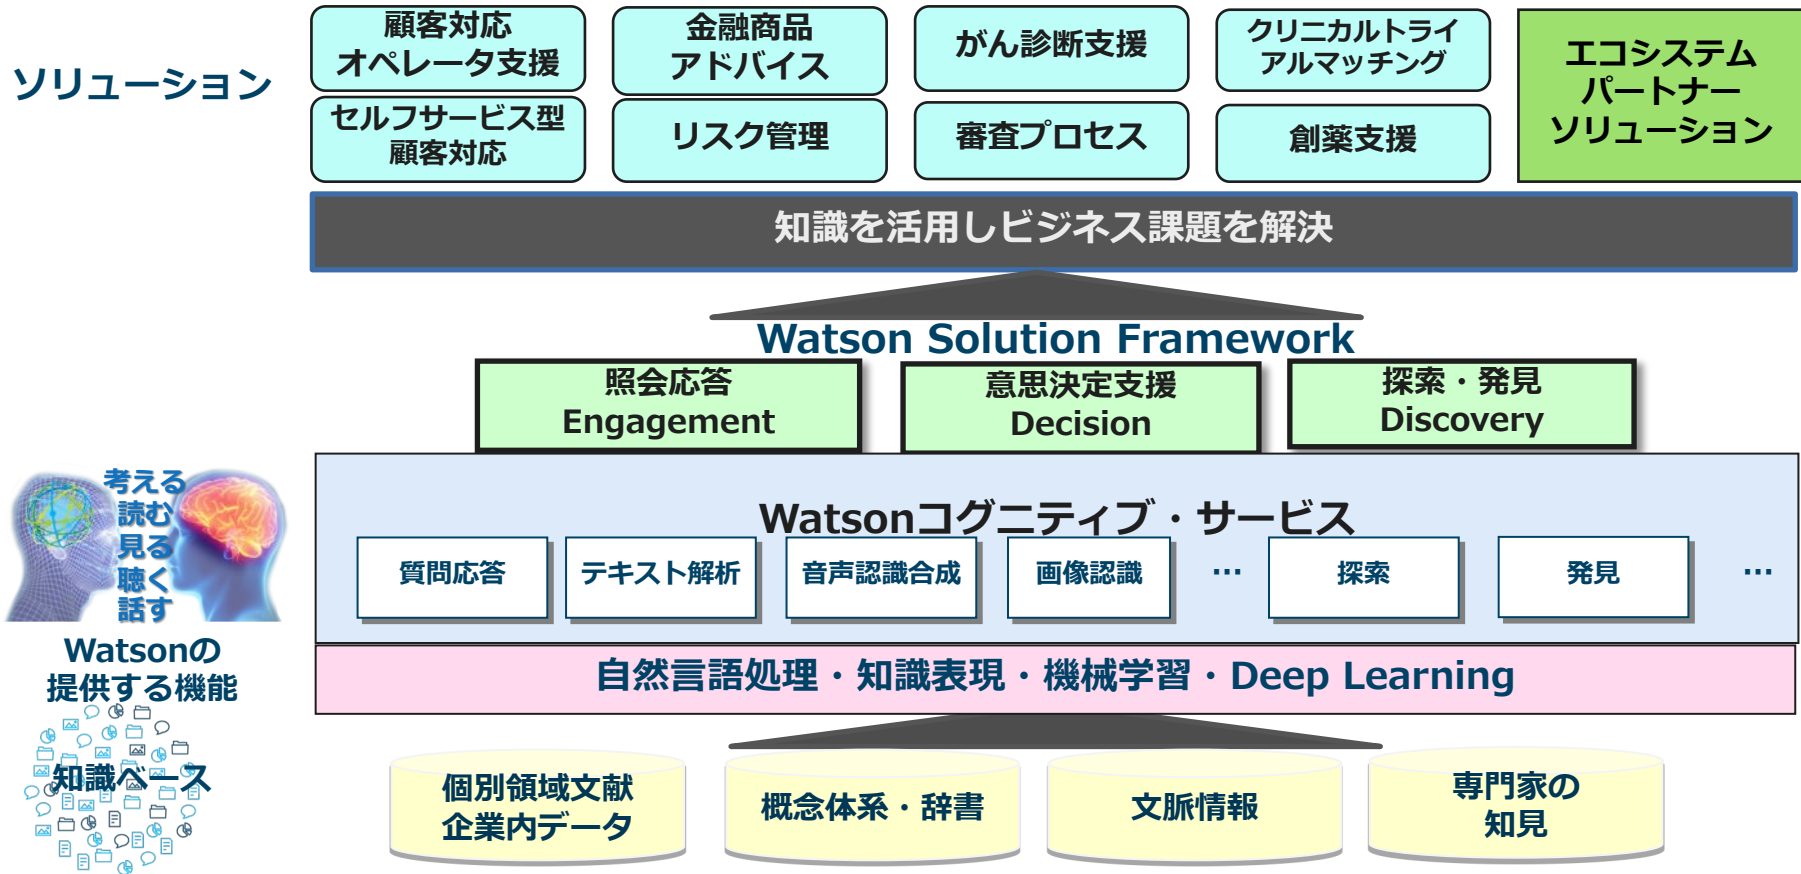 ソリューション
顧客対応
オペレータ支援
金融商品
アドバイス
がん診断支援
クリニカルトライ
アルマッチング
エコシステム
パートナー
ソリューション
セルフサービス型
顧客対応
リスク管理
審査プロセス
創薬支援
知識を活用しビジネス課題を解決
Watson Solution Framework
照会応答
Engagement
意思決定支援
Decision
探索・発見
Discovery
考える
読む
見る
聴く
話す
Watsonの
提供する機能
Watsonコグニティブ・サービス
質問応答
テキスト解析
音声認識合成
画像認識
…
探索
発見
…
自然言語処理・知識表現・機械学習・Deep Learning
知識ベース
個別領域文献
企業内データ
概念体系・辞書
文脈情報
専門家の
知見